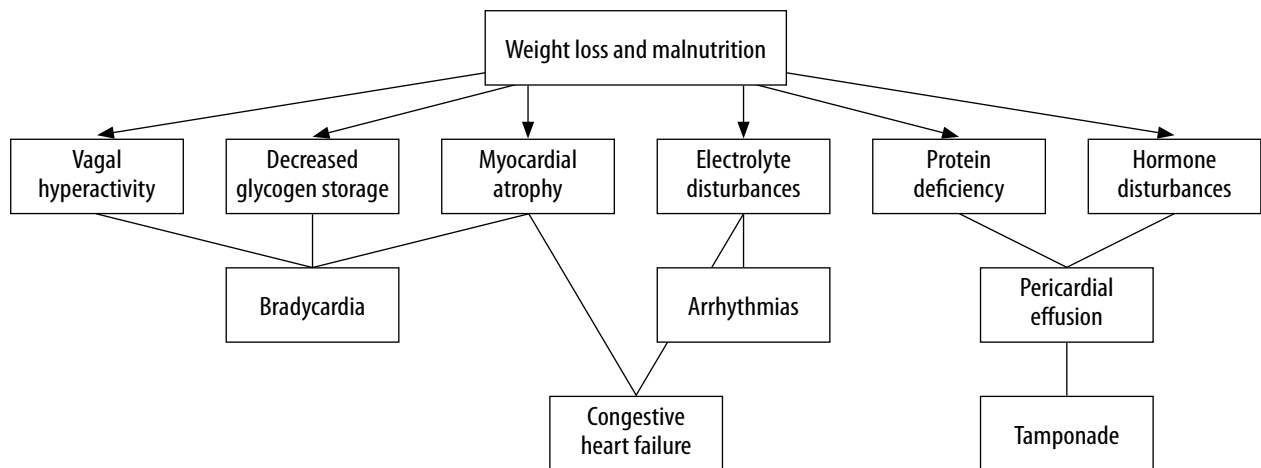 Weight loss and malnutrition
Vagal
hyperactivity
Decreased
glycogen storage
Myocardial
atrophy
Electrolyte
disturbances
Protein
deficiency
Hormone
disturbances
Bradycardia
Arrhythmias
Pericardial
effusion
Congestive
heart failure
Tamponade